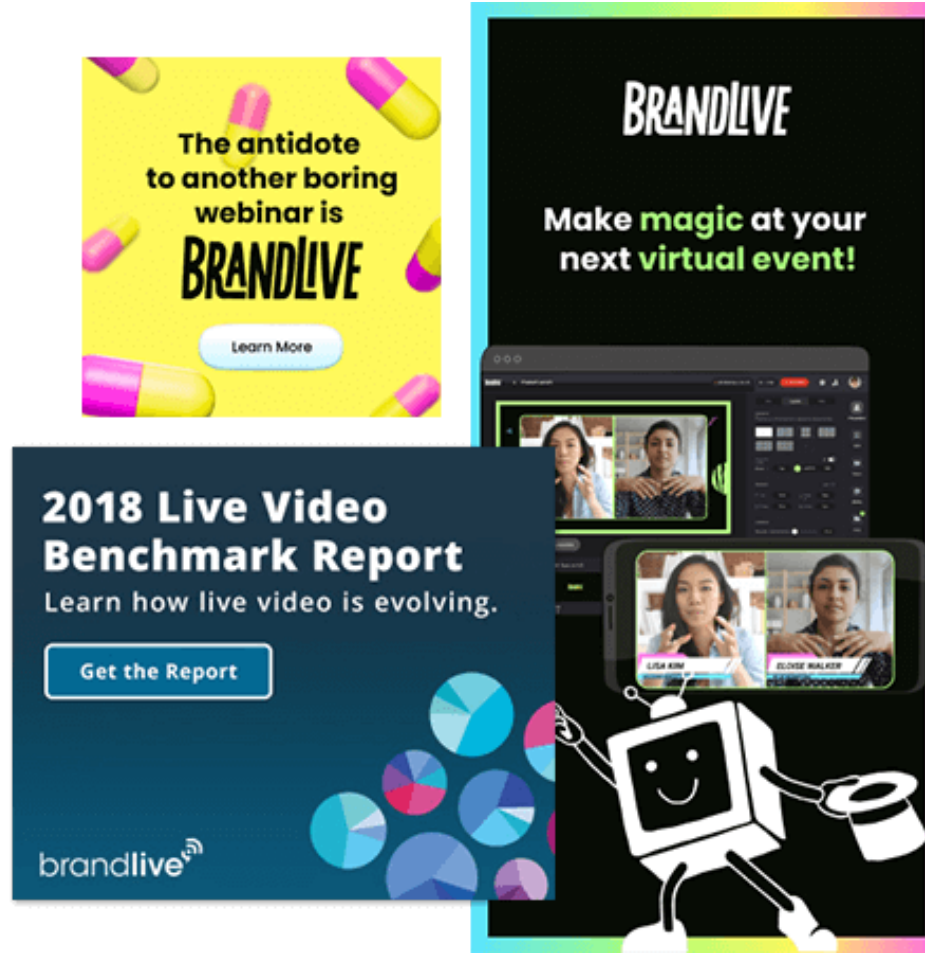 The antidote
to another boring
webinar is
BRANDLIVE
Learn More
BRANDLIVE
Make magic at your
next virtual event!
LISA KIM
ELOISE WALKER
2018 Live Video
Benchmark Report
Learn how live video is evolving.
Get the Report
brandlive